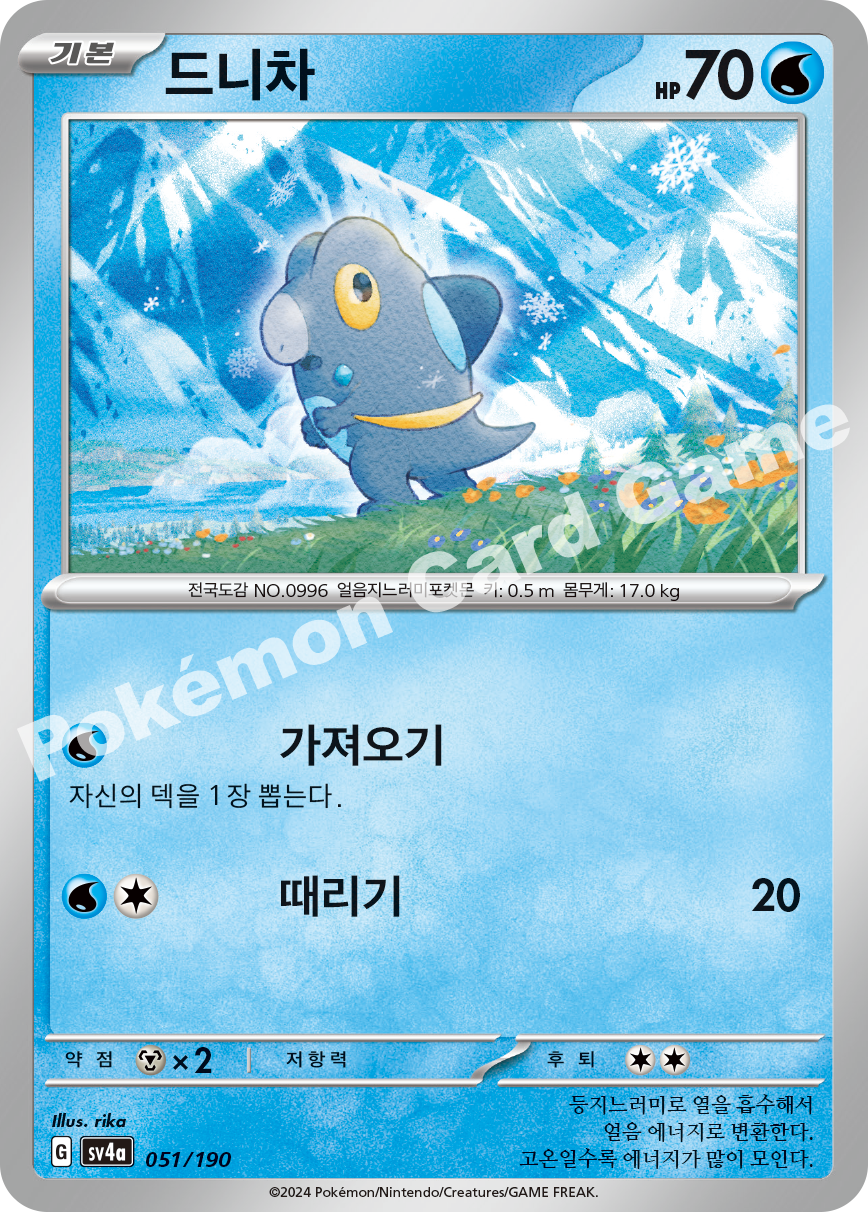 기본 드니차 HP 70
전국도감 NO.0996 얼음지느러미포켓몬 키: 0.5 m 몸무게: 17.0 kg
Pokémon Card Game
가져오기
자신의 덱을 1장 뽑는다.
때리기 20
약점 ×2 저항력 후퇴
Illus. rika
G sv4a 051/190
등지느러미로 열을 흡수해서
얼음 에너지로 변환한다.
고온일수록 에너지가 많이 모인다.
©2024 Pokémon/Nintendo/Creatures/GAME FREAK.